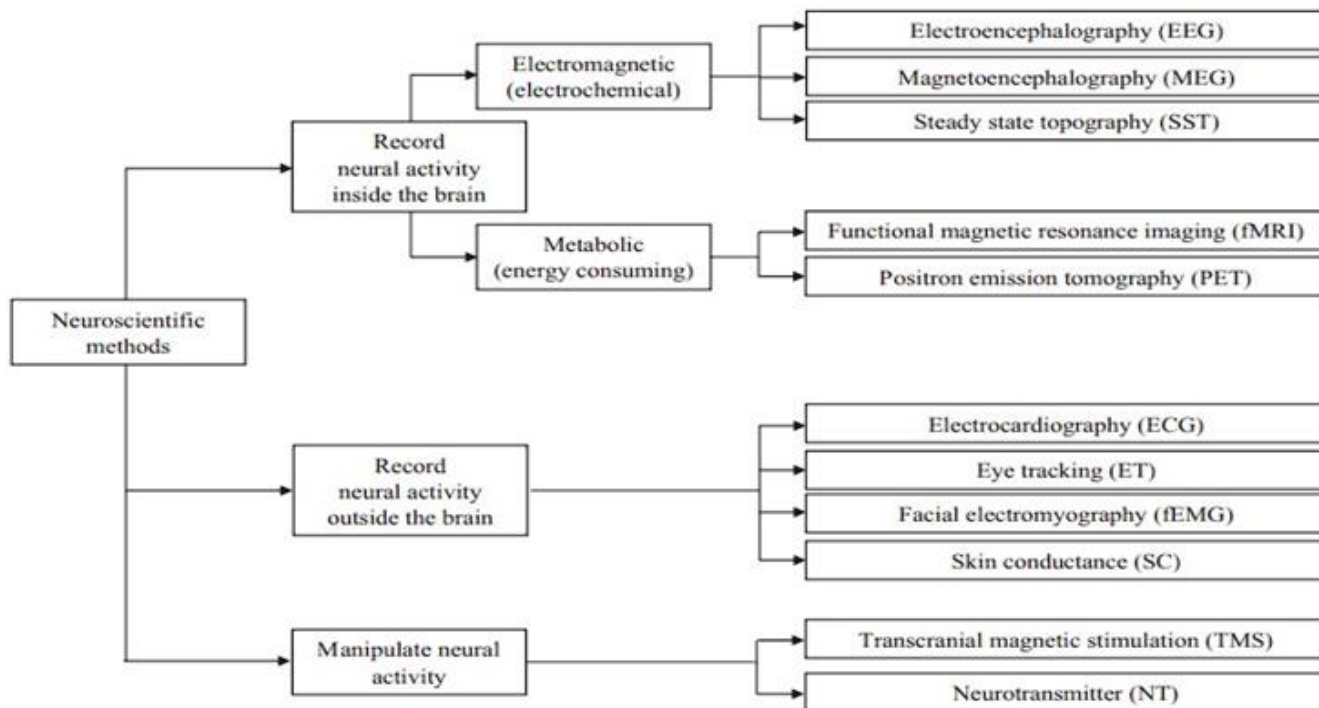 Neuroscientific
methods
Record
neural activity
inside the brain
Electromagnetic
(electrochemical)
Electroencephalography (EEG)
Magnetoencephalography (MEG)
Steady state topography (SST)
Metabolic
(energy consuming)
Functional magnetic resonance imaging (fMRI)
Positron emission tomography (PET)
Record
neural activity
outside the brain
Electrocardiography (ECG)
Eye tracking (ET)
Facial electromyography (fEMG)
Skin conductance (SC)
Manipulate neural
activity
Transcranial magnetic stimulation (TMS)
Neurotransmitter (NT)